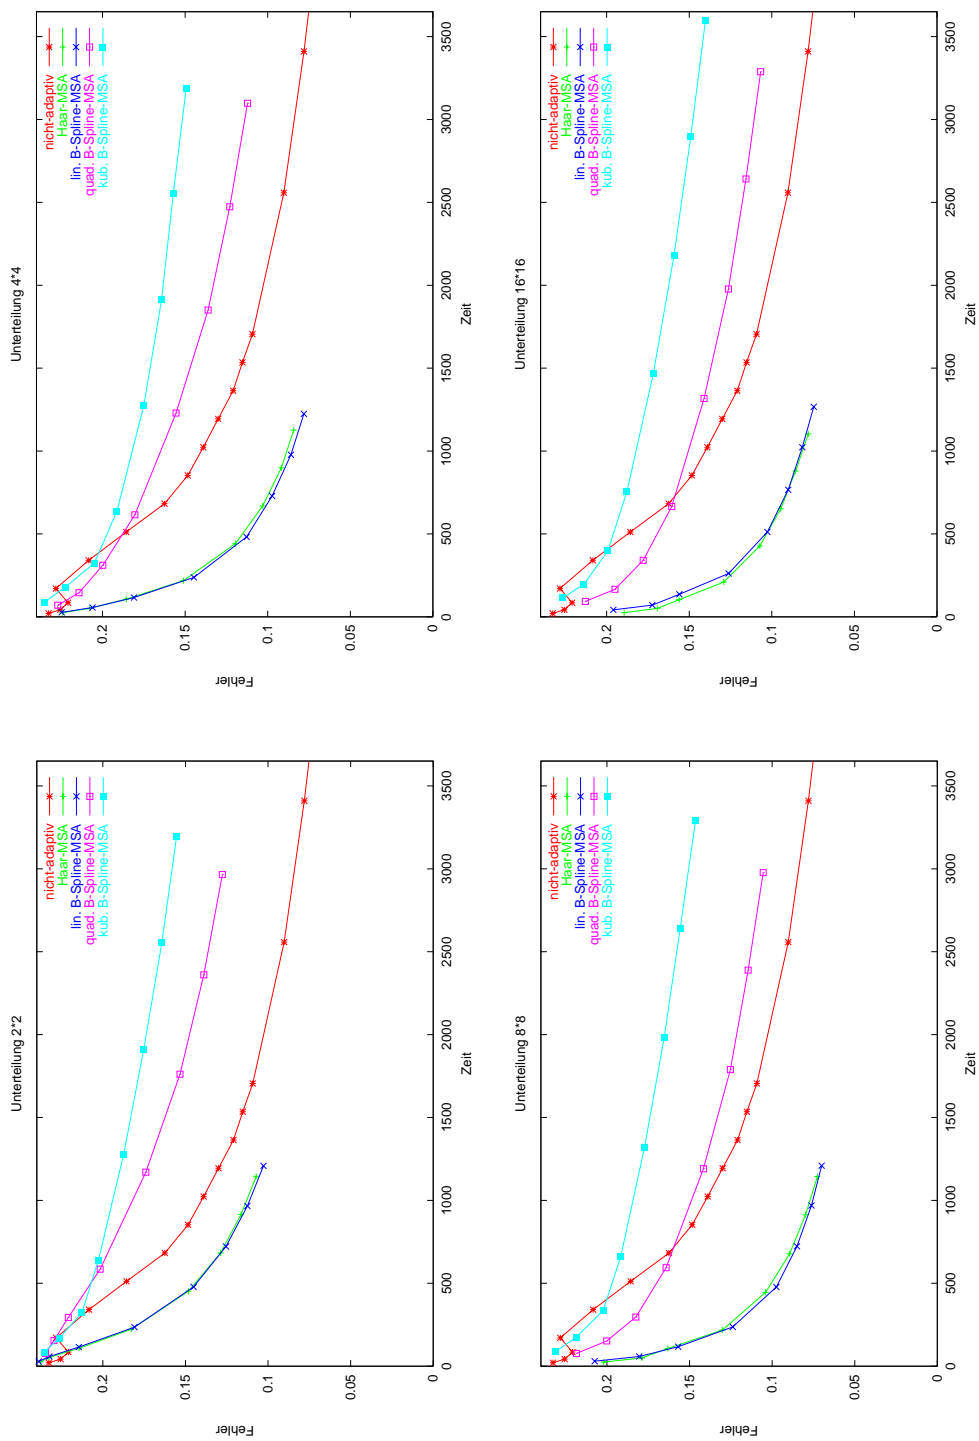 Unterteilung 2*2
nicht-adaptiv
Haar-MSA
lin. B-Spline-MSA
quad. B-Spline-MSA
kub. B-Spline-MSA
Fehler
0.2
0.15
0.1
0.05
0
0
500
1000
1500
2000
2500
3000
3500
Zeit
Unterteilung 4*4
nicht-adaptiv
Haar-MSA
lin. B-Spline-MSA
quad. B-Spline-MSA
kub. B-Spline-MSA
Fehler
0.2
0.15
0.1
0.05
0
0
500
1000
1500
2000
2500
3000
3500
Zeit
Unterteilung 8*8
nicht-adaptiv
Haar-MSA
lin. B-Spline-MSA
quad. B-Spline-MSA
kub. B-Spline-MSA
Fehler
0.2
0.15
0.1
0.05
0
0
500
1000
1500
2000
2500
3000
3500
Zeit
Unterteilung 16*16
nicht-adaptiv
Haar-MSA
lin. B-Spline-MSA
quad. B-Spline-MSA
kub. B-Spline-MSA
Fehler
0.2
0.15
0.1
0.05
0
0
500
1000
1500
2000
2500
3000
3500
Zeit